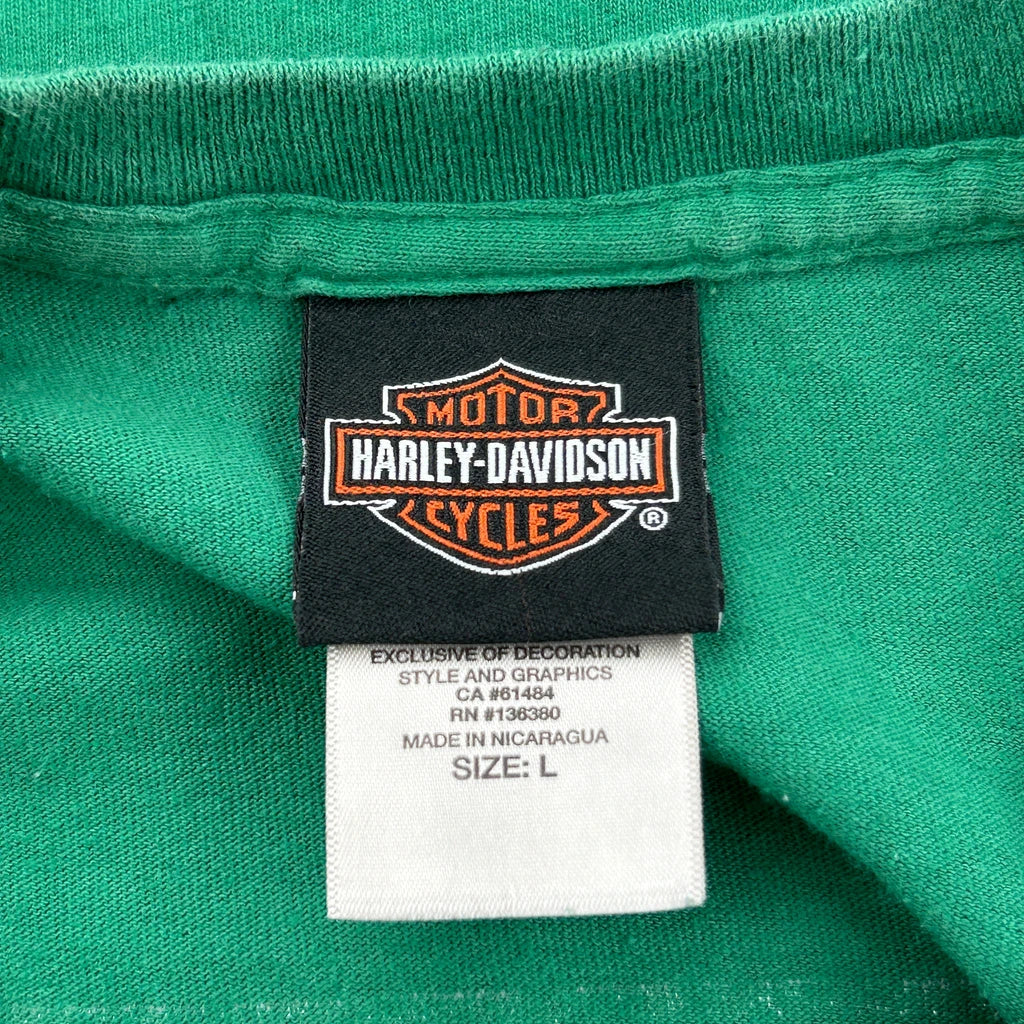 MOTOR
HARLEY-DAVIDSON
CYCLES
®
EXCLUSIVE OF DECORATION
STYLE AND GRAPHICS
CA #61484
RN #136380
MADE IN NICARAGUA
SIZE: L